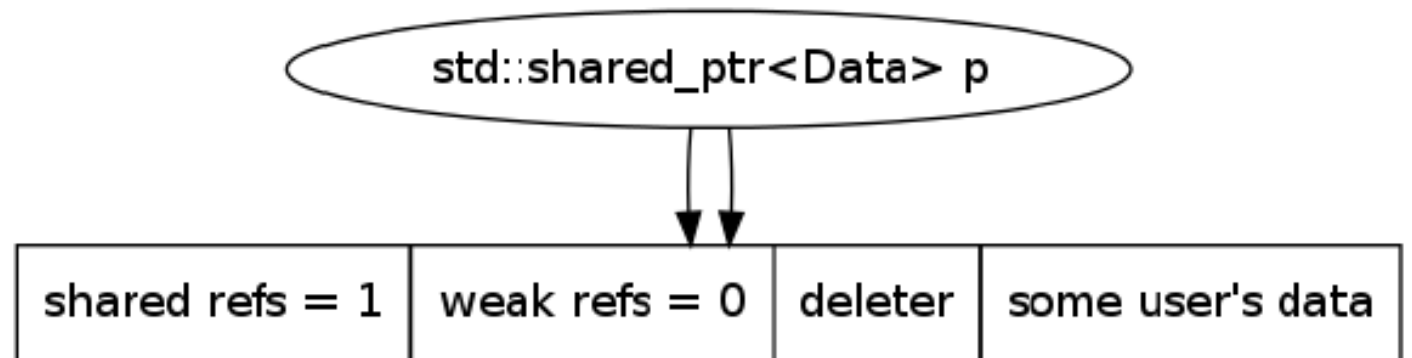 std::shared_ptr<Data> p
shared refs = 1 weak refs = 0 deleter some user's data